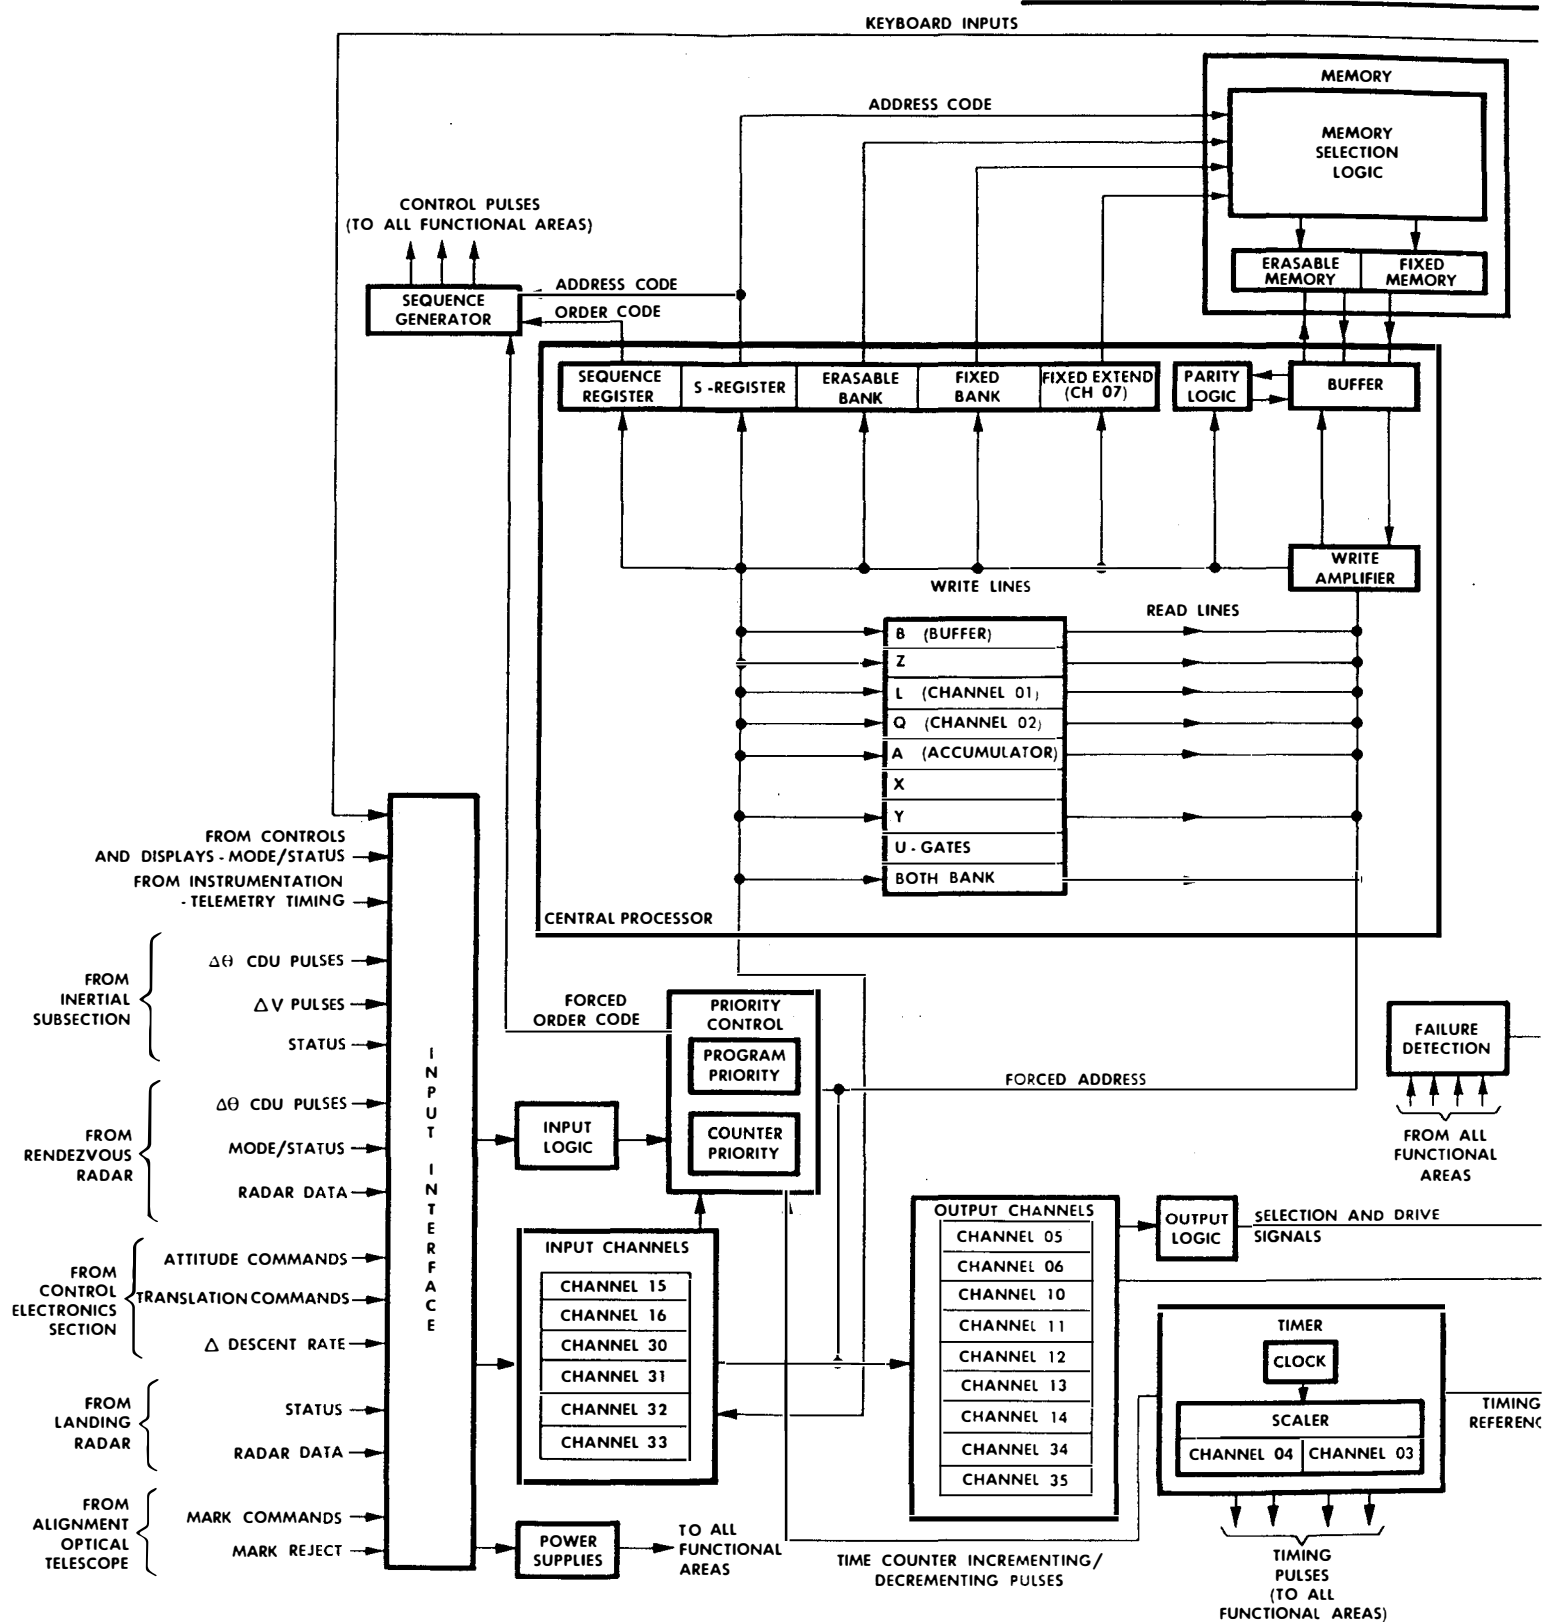 KEYBOARD INPUTS
MEMORY
ADDRESS CODE
MEMORY
SELECTION
LOGIC
CONTROL PULSES
(TO ALL FUNCTIONAL AREAS)
ERASABLE
MEMORY
FIXED
MEMORY
SEQUENCE
GENERATOR
ADDRESS CODE
ORDER CODE
SEQUENCE
REGISTER
S-REGISTER
ERASABLE
BANK
FIXED
BANK
FIXED EXTEND
(CH 07)
PARITY
LOGIC
BUFFER
WRITE
AMPLIFIER
WRITE LINES
READ LINES
B (BUFFER)
Z
L (CHANNEL 01)
Q (CHANNEL 02)
A (ACCUMULATOR)
X
Y
U-GATES
BOTH BANK
CENTRAL PROCESSOR
FROM CONTROLS
AND DISPLAYS-MODE/STATUS
FROM INSTRUMENTATION
-TELEMETRY TIMING
FROM
INERTIAL
SUBSECTION
Δθ CDU PULSES
ΔV PULSES
STATUS
FROM
RENDEZVOUS
RADAR
Δθ CDU PULSES
MODE/STATUS
RADAR DATA
FROM
CONTROL
ELECTRONICS
SECTION
ATTITUDE COMMANDS
TRANSLATION COMMANDS
Δ DESCENT RATE
FROM
LANDING
RADAR
STATUS
RADAR DATA
FROM
ALIGNMENT
OPTICAL
TELESCOPE
MARK COMMANDS
MARK REJECT
INPUT INTERFACE
FORCED
ORDER CODE
PRIORITY
CONTROL
PROGRAM
PRIORITY
COUNTER
PRIORITY
INPUT
LOGIC
FORCED ADDRESS
FAILURE
DETECTION
FROM ALL
FUNCTIONAL
AREAS
INPUT CHANNELS
CHANNEL 15
CHANNEL 16
CHANNEL 30
CHANNEL 31
CHANNEL 32
CHANNEL 33
OUTPUT CHANNELS
CHANNEL 05
CHANNEL 06
CHANNEL 10
CHANNEL 11
CHANNEL 12
CHANNEL 13
CHANNEL 14
CHANNEL 34
CHANNEL 35
OUTPUT
LOGIC
SELECTION AND DRIVE
SIGNALS
TIMER
CLOCK
SCALER
CHANNEL 04
CHANNEL 03
TIMING
REFERENC
POWER
SUPPLIES
TO ALL
FUNCTIONAL
AREAS
TIME COUNTER INCREMENTING/
DECREMENTING PULSES
TIMING
PULSES
(TO ALL
FUNCTIONAL AREAS)